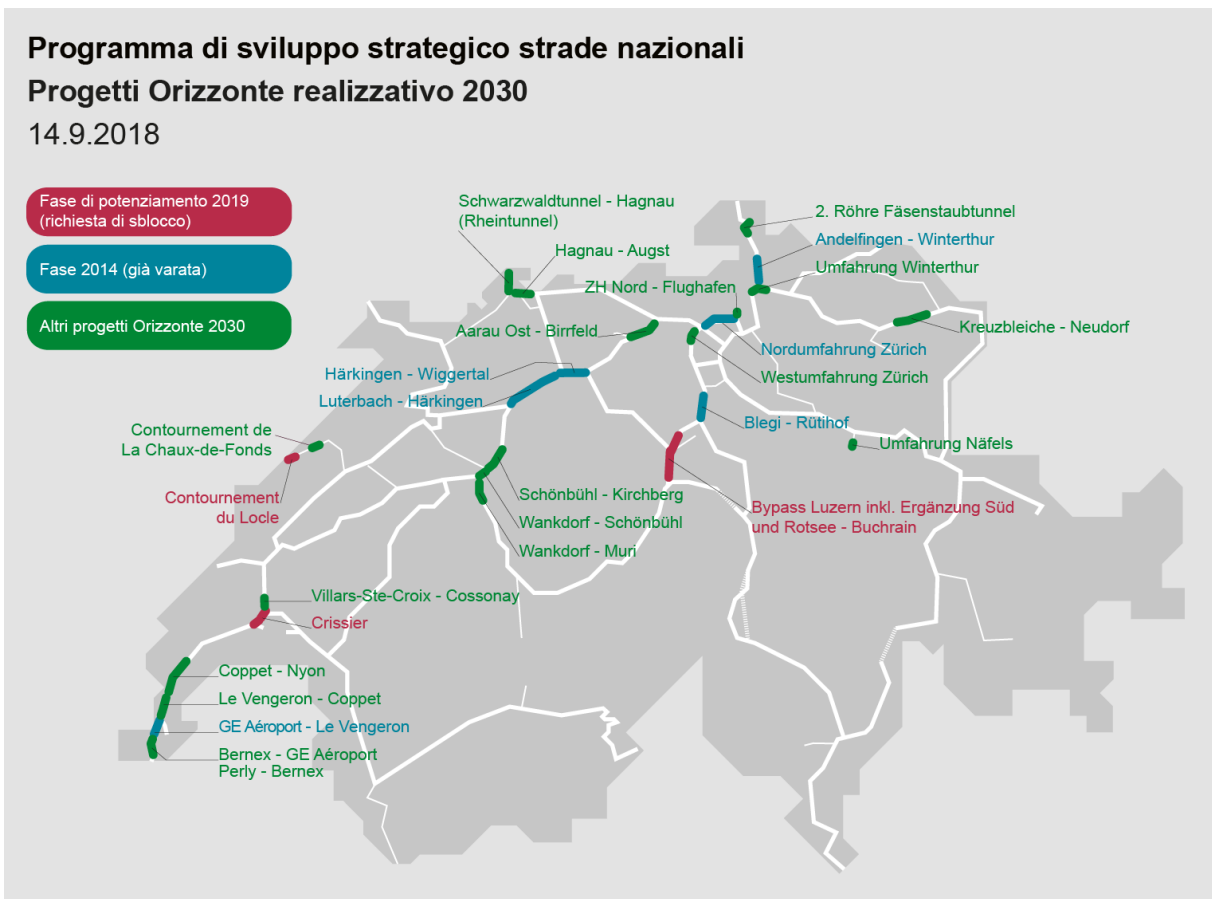 Programma di sviluppo strategico strade nazionali
Progetti Orizzonte realizzativo 2030
14.9.2018
Fase di potenziamento 2019
(richiesta di sblocco)
Fase 2014 (già varata)
Altri progetti Orizzonte 2030
Schwarzwaldtunnel - Hagnau
(Rheintunnel)
Hagnau - Augst
ZH Nord - Flughafen
Aarau Ost - Birrfeld
Härkingen - Wiggertal
Luterbach - Härkingen
Contournement de
La Chaux-de-Fonds
Contournement
du Locle
2. Röhre Fäsenstaubtunnel
Andelfingen - Winterthur
Umfahrung Winterthur
Kreuzbleiche - Neudorf
Nordumfahrung Zürich
Westumfahrung Zürich
Blegi - Rütihof
Umfahrung Näfels
Schönbühl - Kirchberg
Wankdorf - Schönbühl
Wankdorf - Muri
Bypass Luzern inkl. Ergänzung Süd
und Rotsee - Buchrain
Villars-Ste-Croix - Cossonay
Crissier
Coppet - Nyon
Le Vengeron - Coppet
GE Aéroport - Le Vengeron
Bernex - GE Aéroport
Perly - Bernex